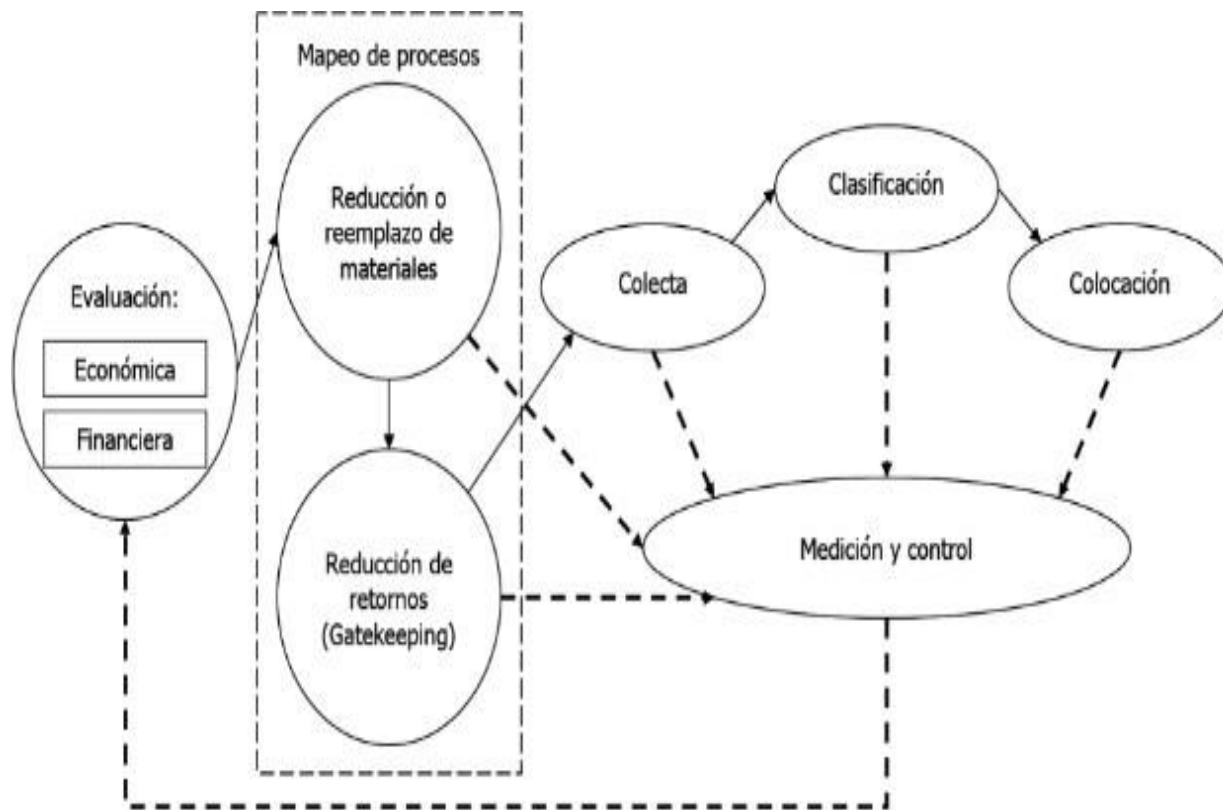 Mapeo de procesos
Reducción o
reemplazo de
materiales
Clasificación
Colecta
Colocación
Evaluación:
Económica
Financiera
Reducción de
retornos
(Gatekeeping)
Medición y control